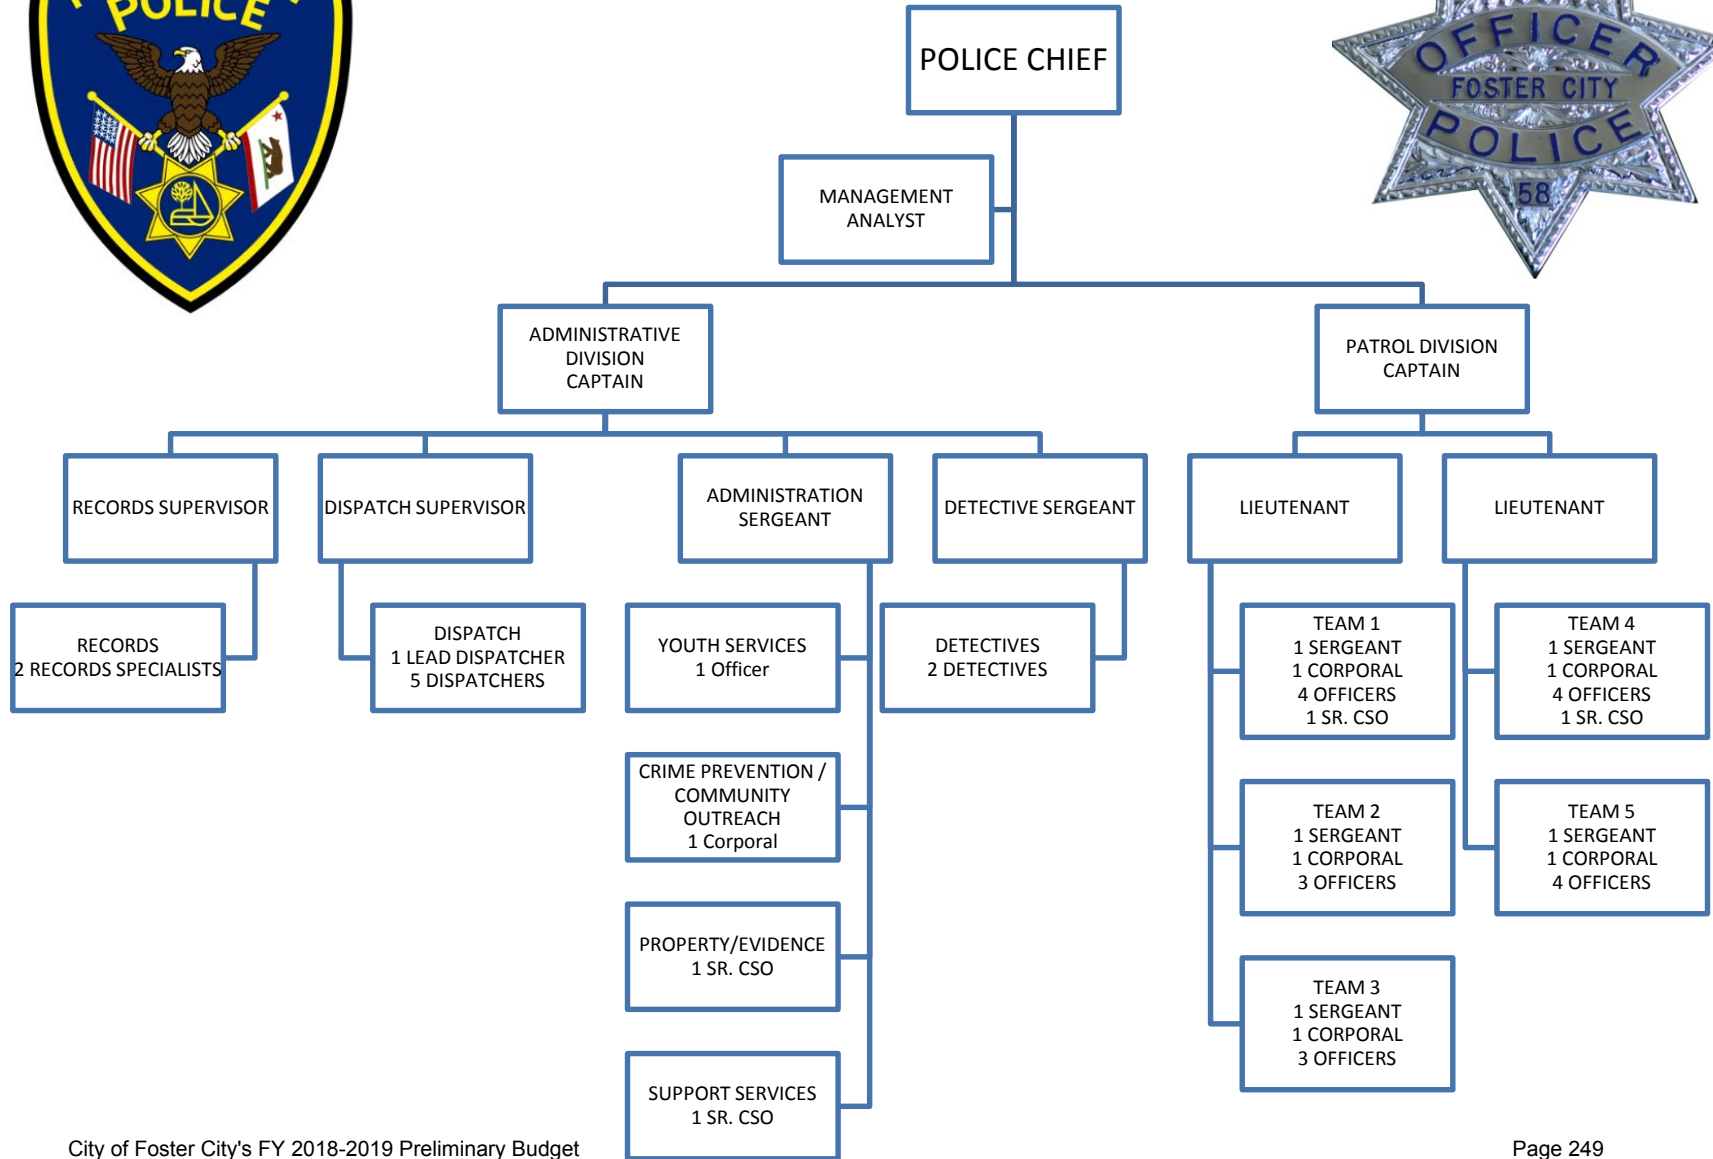 POLICE
OFFICER
FOSTER CITY
POLICE
58
POLICE CHIEF
MANAGEMENT
ANALYST
ADMINISTRATIVE
DIVISION
CAPTAIN
PATROL DIVISION
CAPTAIN
RECORDS SUPERVISOR
DISPATCH SUPERVISOR
ADMINISTRATION
SERGEANT
DETECTIVE SERGEANT
LIEUTENANT
LIEUTENANT
RECORDS
2 RECORDS SPECIALISTS
DISPATCH
1 LEAD DISPATCHER
5 DISPATCHERS
YOUTH SERVICES
1 Officer
DETECTIVES
2 DETECTIVES
TEAM 1
1 SERGEANT
1 CORPORAL
4 OFFICERS
1 SR. CSO
TEAM 4
1 SERGEANT
1 CORPORAL
4 OFFICERS
1 SR. CSO
CRIME PREVENTION /
COMMUNITY
OUTREACH
1 Corporal
TEAM 2
1 SERGEANT
1 CORPORAL
3 OFFICERS
TEAM 5
1 SERGEANT
1 CORPORAL
4 OFFICERS
PROPERTY/EVIDENCE
1 SR. CSO
TEAM 3
1 SERGEANT
1 CORPORAL
3 OFFICERS
SUPPORT SERVICES
1 SR. CSO
City of Foster City's FY 2018-2019 Preliminary Budget
Page 249